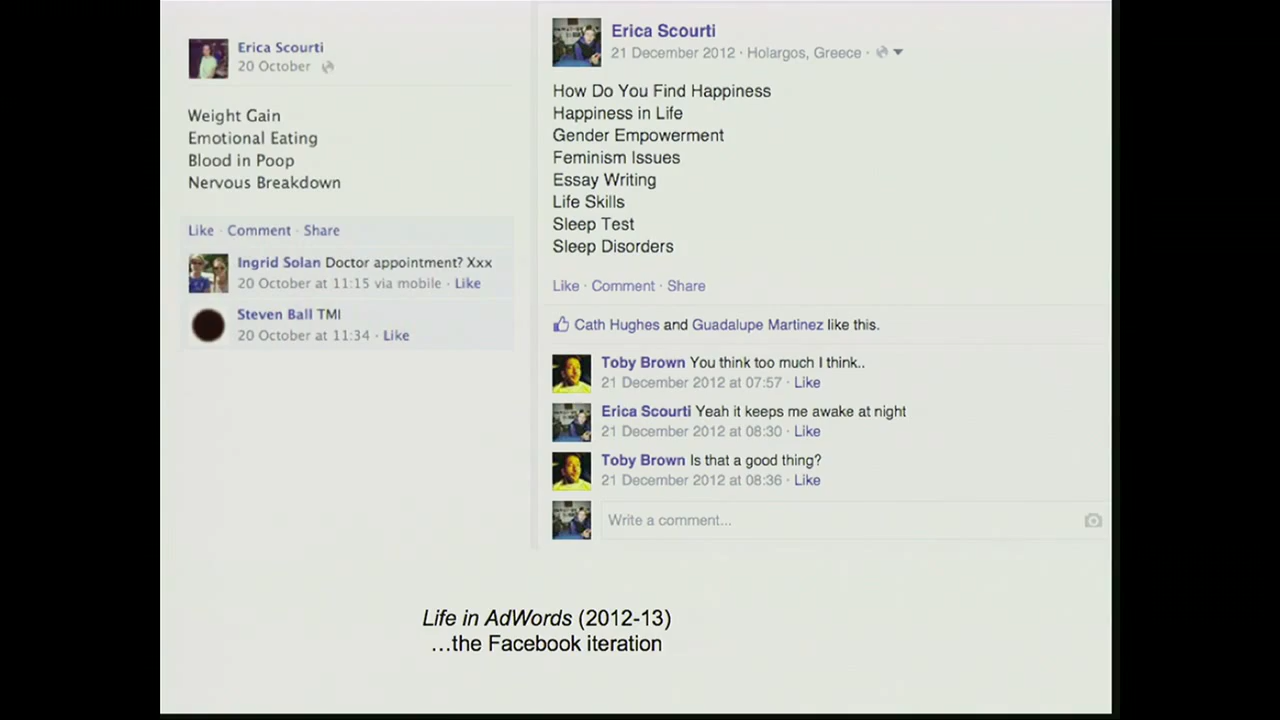 Erica Scourti
20 October
Weight Gain
Emotional Eating
Blood in Poop
Nervous Breakdown
Like · Comment · Share
Ingrid Solan Doctor appointment? Xxx
20 October at 11:15 via mobile · Like
Steven Ball TMI
20 October at 11:34 · Like
Erica Scourti
21 December 2012 · Holargos, Greece ·
How Do You Find Happiness
Happiness in Life
Gender Empowerment
Feminism Issues
Essay Writing
Life Skills
Sleep Test
Sleep Disorders
Like · Comment · Share
Cath Hughes and Guadalupe Martinez like this.
Toby Brown You think too much I think..
21 December 2012 at 07:57 · Like
Erica Scourti Yeah it keeps me awake at night
21 December 2012 at 08:30 · Like
Toby Brown Is that a good thing?
21 December 2012 at 08:36 · Like
Write a comment...
Life in AdWords (2012-13)
…the Facebook iteration